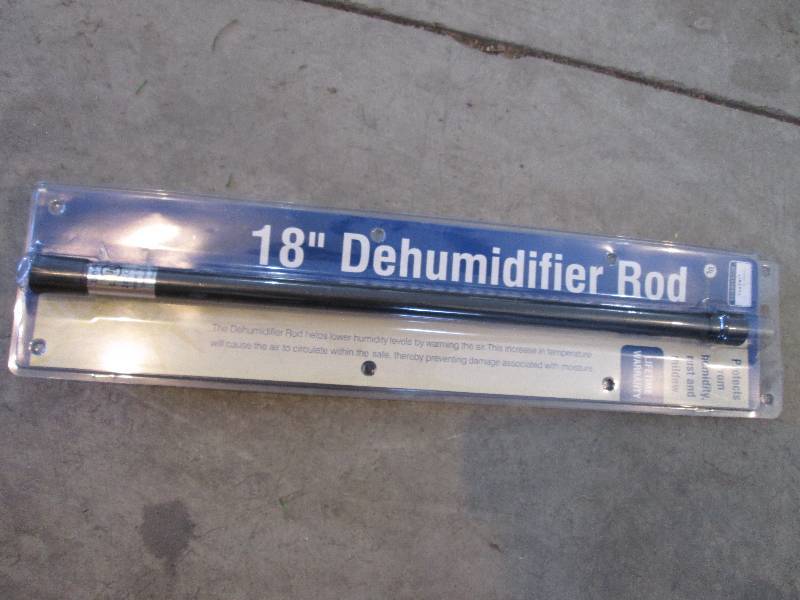 18" Dehumidifier Rod
The Dehumidifier Rod helps lower humidity levels by warming the air. This increase in temperature
will cause the air to circulate within the safe, thereby preventing damage associated with moisture
LIFETIME
WARRANTY
Protects
from
humidity,
rust and
mildew